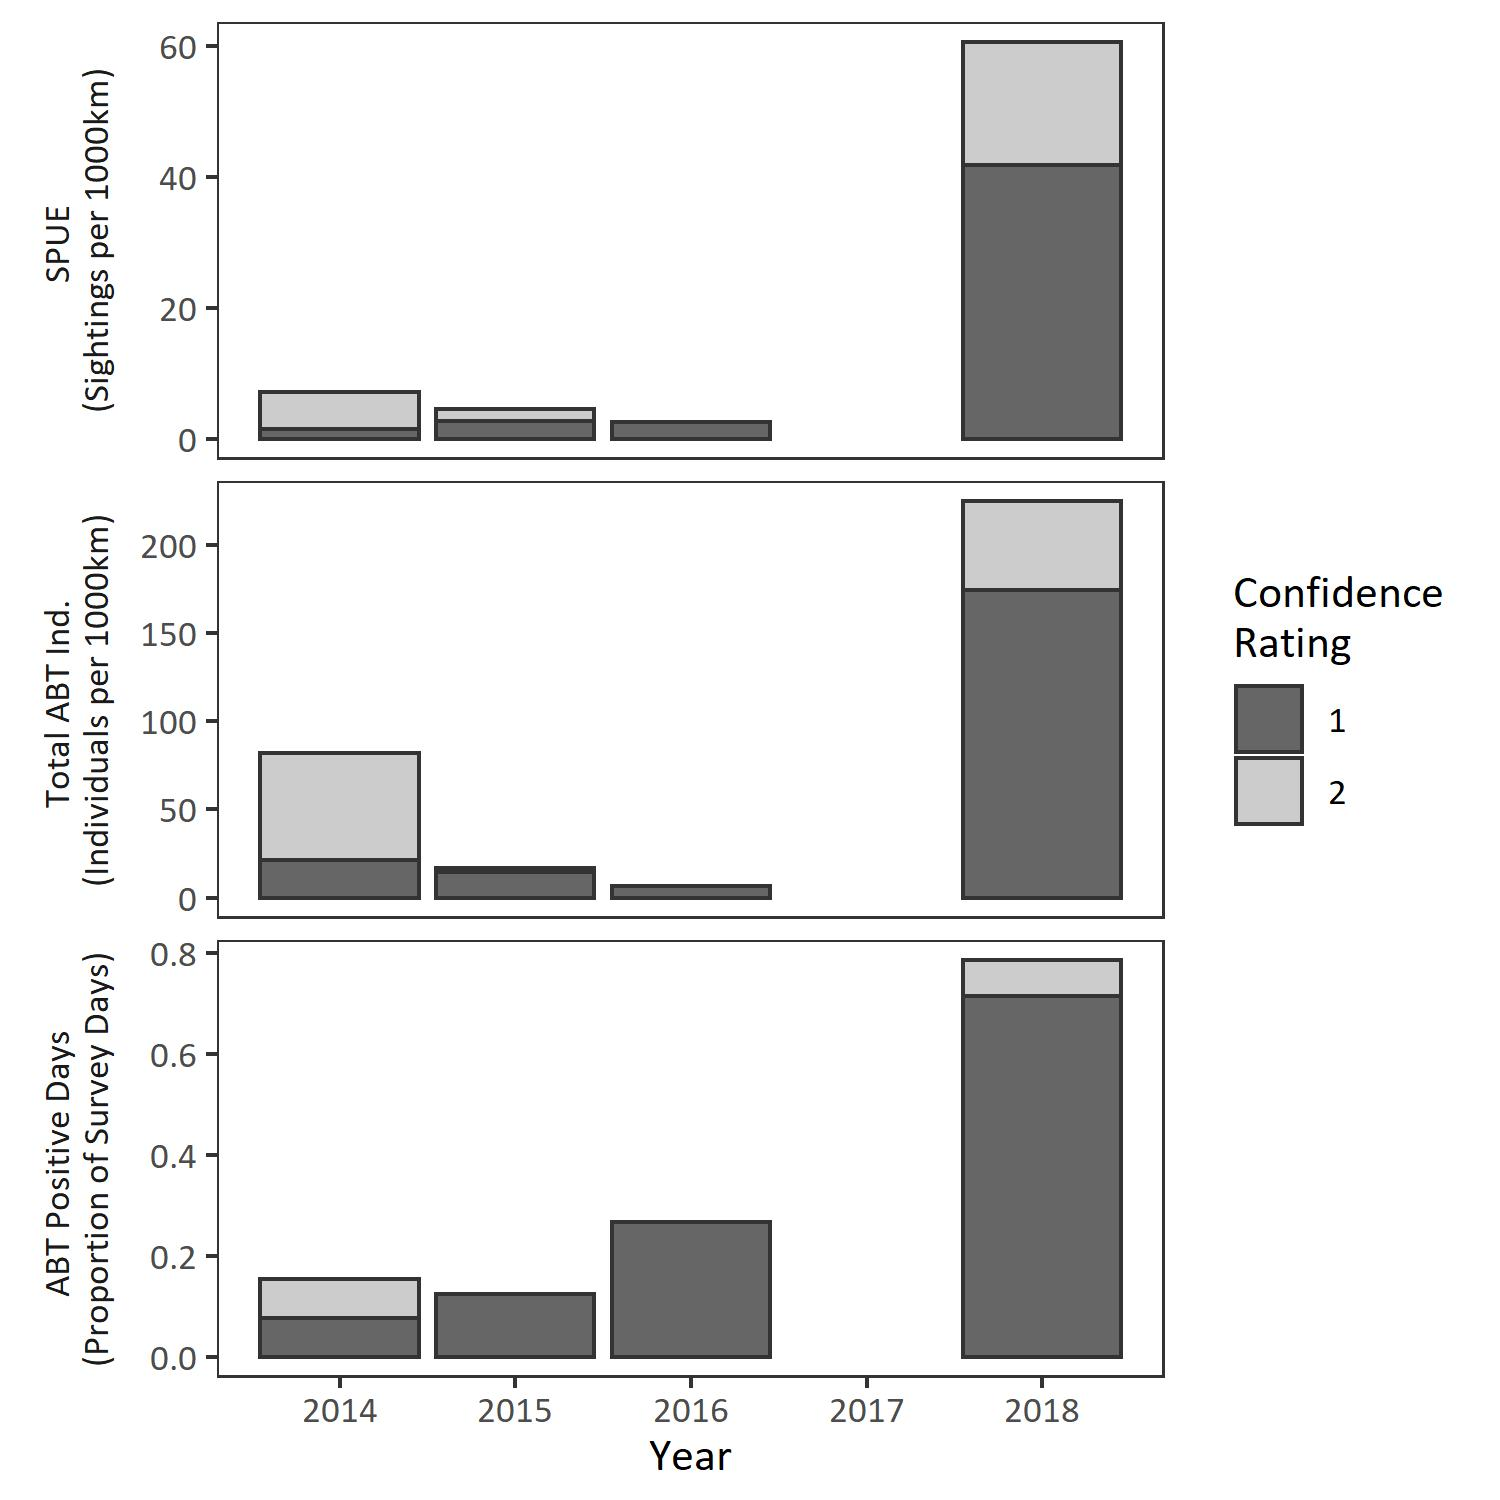 SPUE
(Sightings per 1000km)
60
40
20
0
Total ABT Ind.
(Individuals per 1000km)
200
150
100
50
0
ABT Positive Days
(Proportion of Survey Days)
0.8
0.6
0.4
0.2
0.0
2014 2015 2016 2017 2018
Year
Confidence
Rating
1
2